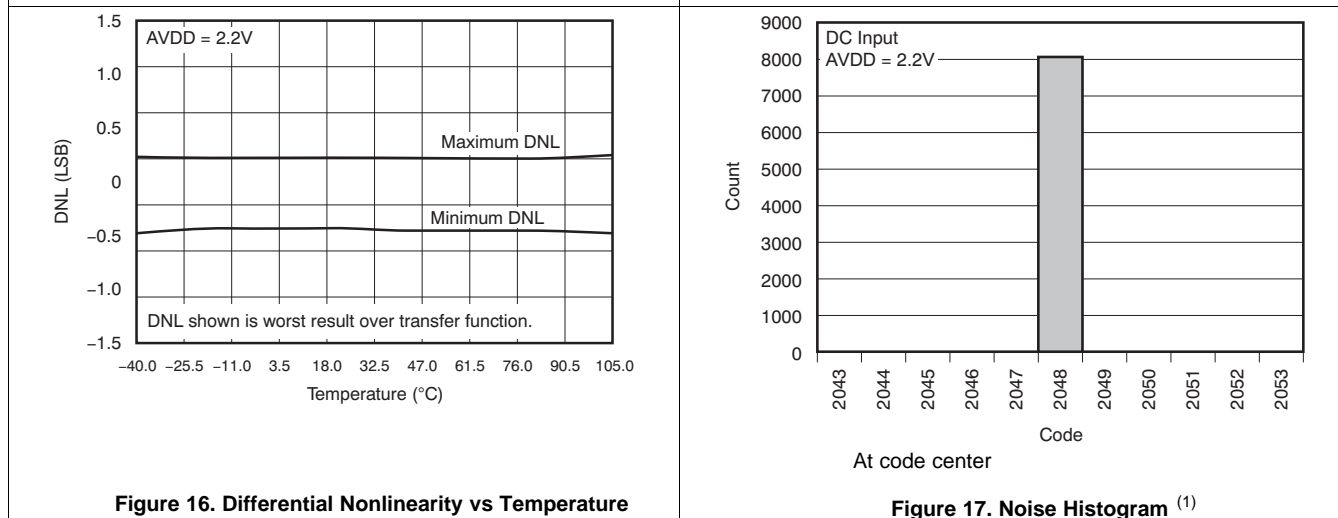 1.5
1.0
0.5
0
−0.5
−1.0
−1.5
DNL (LSB)
AVDD = 2.2V
Maximum DNL
Minimum DNL
DNL shown is worst result over transfer function.
−40.0 −25.5 −11.0 3.5 18.0 32.5 47.0 61.5 76.0 90.5 105.0
Temperature (°C)
Figure 16. Differential Nonlinearity vs Temperature
9000
8000
7000
6000
5000
4000
3000
2000
1000
0
Count
DC Input
AVDD = 2.2V
2043 2044 2045 2046 2047 2048 2049 2050 2051 2052 2053
Code
At code center
Figure 17. Noise Histogram (1)